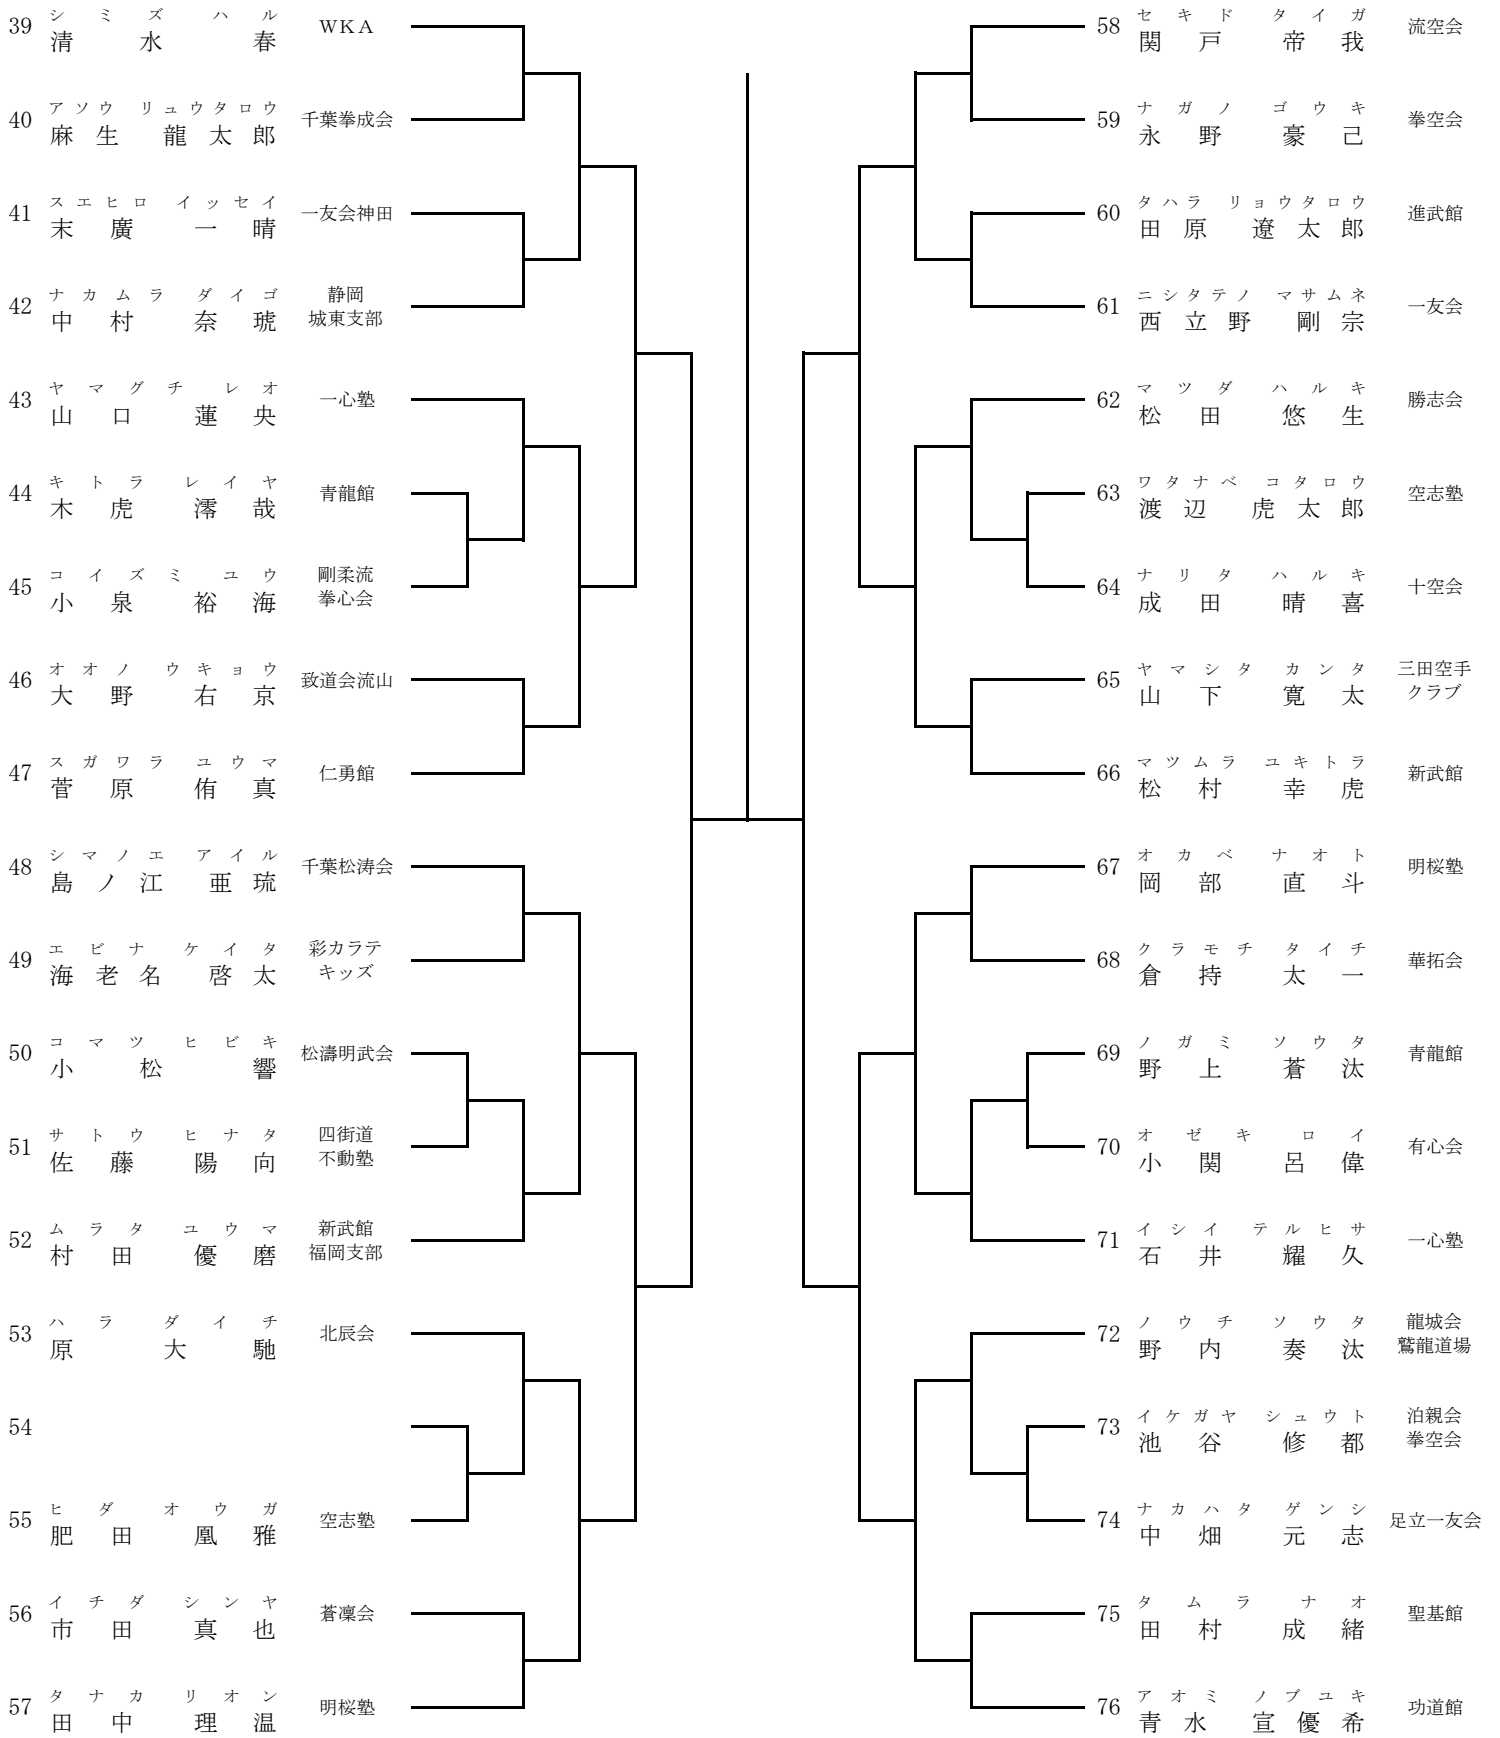 シミズ ハル
39 清水 春 WKA
アソウ リュウタロウ
40 麻生 龍太郎 千葉拳成会
スエヒロ イッセイ
41 末廣 一晴 一友会神田
ナカムラ ダイゴ 静岡
42 中村 奈琥 城東支部
ヤマグチ レオ
43 山口 蓮央 一心塾
キトラ レイヤ
44 木虎 澪哉 青龍館
コイズミ ユウ 剛柔流
45 小泉 裕海 拳心会
オオノ ウキョウ
46 大野 右京 致道会流山
スガワラ ユウマ
47 菅原 侑真 仁勇館
シマノエ アイル
48 島ノ江 亜琉 千葉松涛会
エビナ ケイタ 彩カラテ
49 海老名 啓太 キッズ
コマツ ヒビキ
50 小松 響 松濤明武会
サトウ ヒナタ 四街道
51 佐藤 陽向 不動塾
ムラタ ユウマ 新武館
52 村田 優磨 福岡支部
ハラ ダイチ
53 原 大馳 北辰会
54
ヒダ オウガ
55 肥田 凰雅 空志塾
イチダ シンヤ
56 市田 真也 蒼凜会
タナカ リオン
57 田中 理温 明桜塾
セキド タイガ
58 関戸 帝我 流空会
ナガノ ゴウキ
59 永野 豪己 拳空会
タハラ リョウタロウ
60 田原 遼太郎 進武館
ニシタテノ マサムネ
61 西立野 剛宗 一友会
マツダ ハルキ
62 松田 悠生 勝志会
ワタナベ コタロウ
63 渡辺 虎太郎 空志塾
ナリタ ハルキ
64 成田 晴喜 十空会
ヤマシタ カンタ 三田空手
65 山下 寛太 クラブ
マツムラ ユキトラ
66 松村 幸虎 新武館
オカベ ナオト
67 岡部 直斗 明桜塾
クラモチ タイチ
68 倉持 太一 華拓会
ノガミ ソウタ
69 野上 蒼汰 青龍館
オゼキ ロイ
70 小関 呂偉 有心会
イシイ テルヒサ
71 石井 耀久 一心塾
ノウチ ソウタ 龍城会
72 野内 奏汰 鷲龍道場
イケガヤ シュウト 泊親会
73 池谷 修都 拳空会
ナカハタ ゲンシ
74 中畑 元志 足立一友会
タムラ ナオ
75 田村 成緒 聖基館
アオミ ノブユキ
76 青水 宣優希 功道館